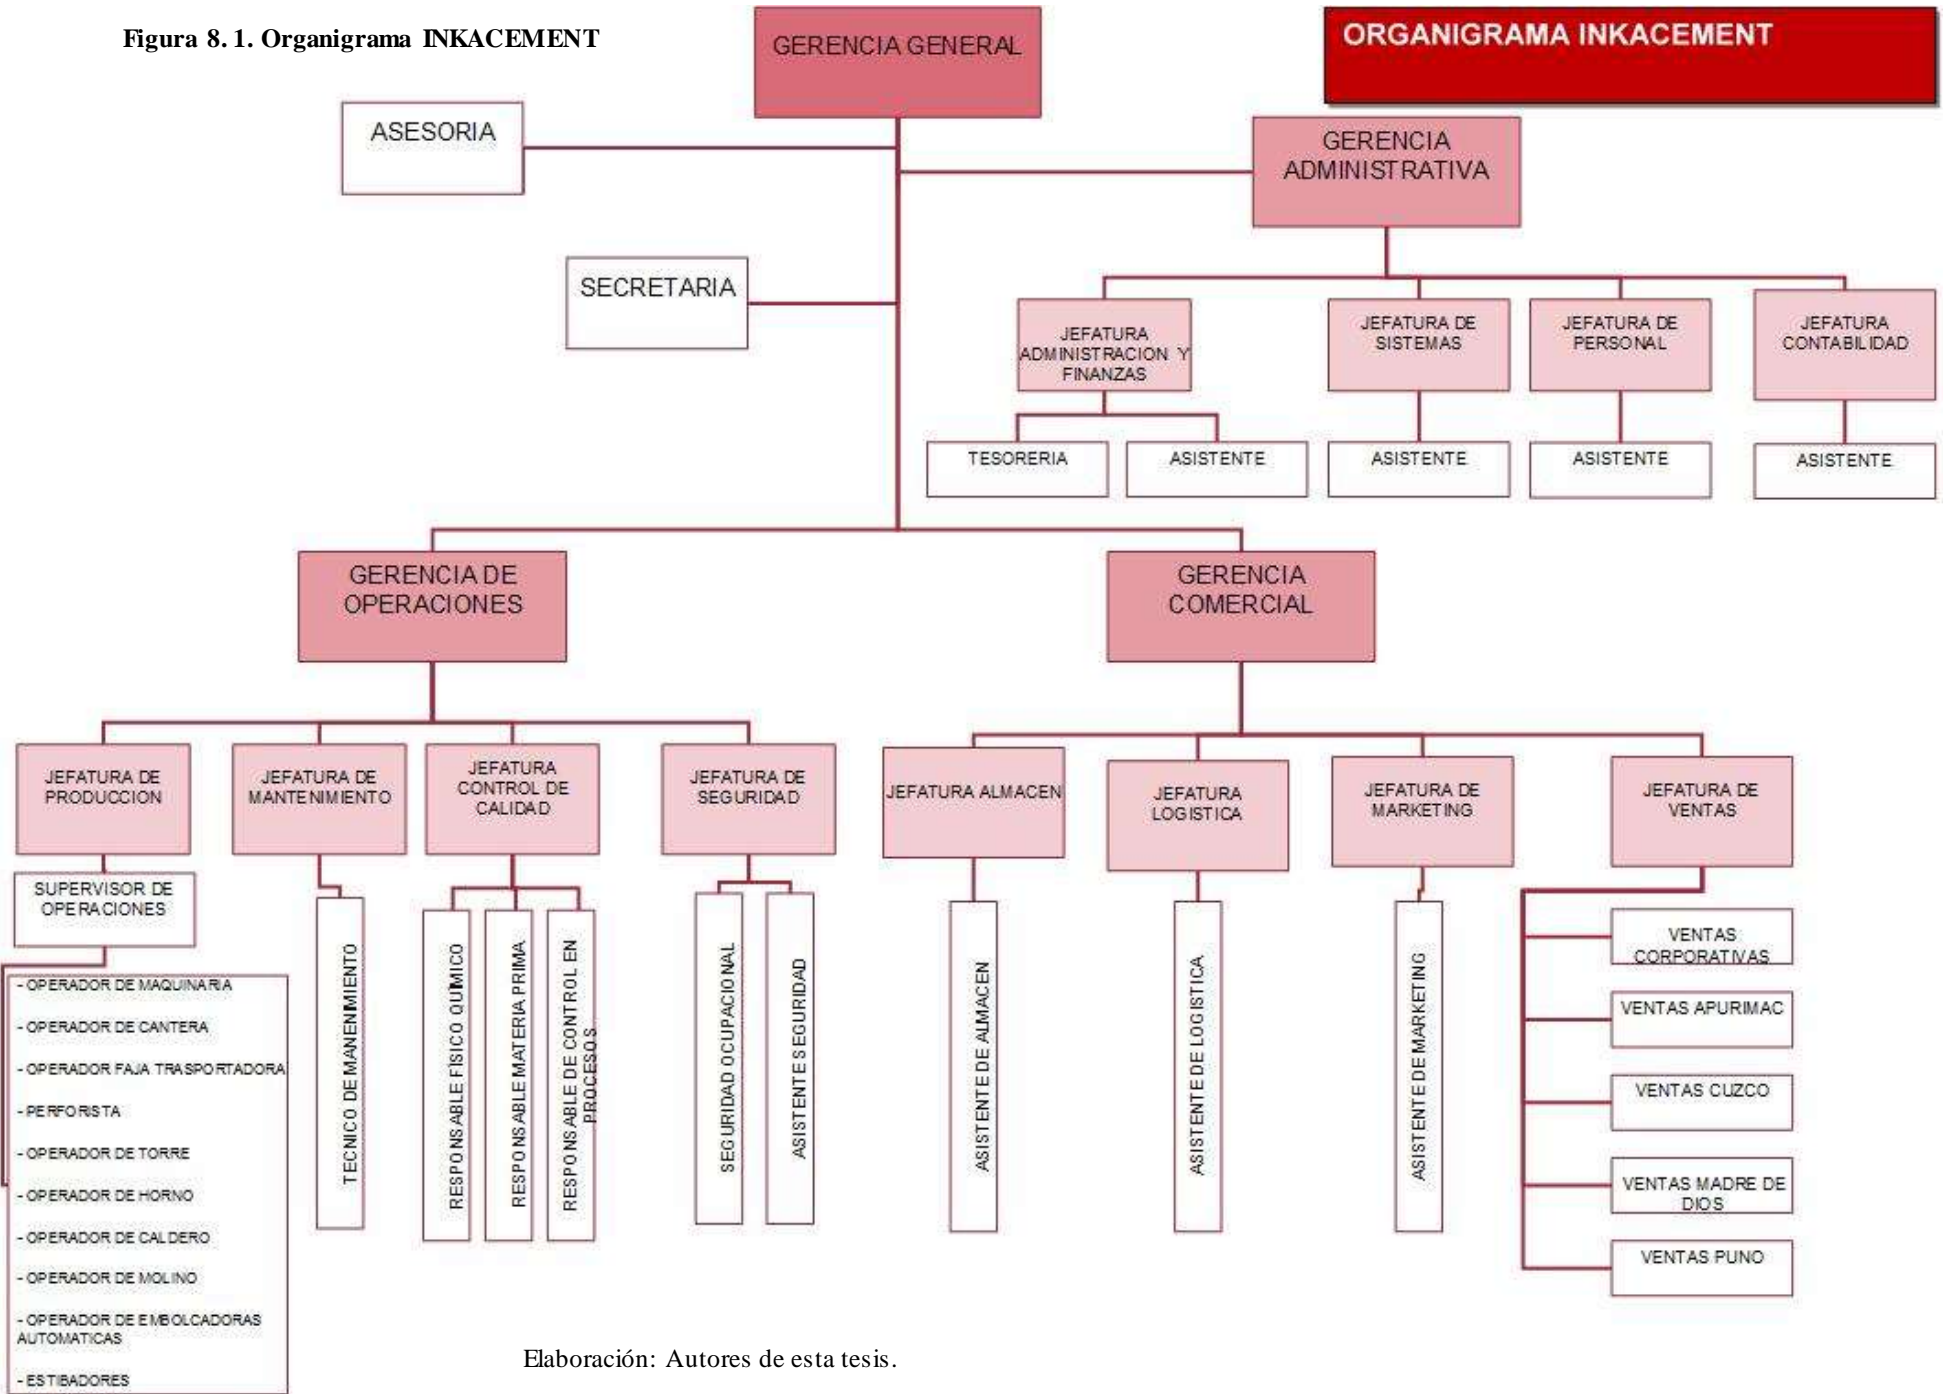 Figura 8. 1. Organigrama INKACEMENT
ORGANIGRAMA INKACEMENT
GERENCIA GENERAL
ASESORIA
GERENCIA
ADMINISTRATIVA
SECRETARIA
JEFATURA
ADMINISTRACION Y
FINANZAS
JEFATURA DE
SISTEMAS
JEFATURA DE
PERSONAL
JEFATURA
CONTABILIDAD
TESORERIA
ASISTENTE
ASISTENTE
ASISTENTE
ASISTENTE
GERENCIA DE
OPERACIONES
GERENCIA
COMERCIAL
JEFATURA DE
PRODUCCION
JEFATURA DE
MANTENIMIENTO
JEFATURA
CONTROL DE
CALIDAD
JEFATURA DE
SEGURIDAD
JEFATURA ALMACEN
JEFATURA
LOGISTICA
JEFATURA DE
MARKETING
JEFATURA DE
VENTAS
SUPERVISOR DE
OPERACIONES
- OPERADOR DE MAQUINARIA
- OPERADOR DE CANTERA
- OPERADOR FAJA TRASPORTADORA
- PERFORISTA
- OPERADOR DE TORRE
- OPERADOR DE HORNO
- OPERADOR DE CALDERO
- OPERADOR DE MOLINO
- OPERADOR DE EMBOLCADORAS
AUTOMATICAS
- ESTIBADORES
TECNICO DE MANENIMIENTO
RESPONSABLE FÍSICO QUÍMICO
RESPONSABLE MATERIA PRIMA
RESPONSABLE DE CONTROL EN
PROCESOS
SEGURIDAD OCUPACIONAL
ASISTENTE SEGURIDAD
ASISTENTE DE ALMACEN
ASISTENTE DE LOGISTICA
ASISTENTE DE MARKETING
VENTAS
CORPORATIVAS
VENTAS APURIMAC
VENTAS CUZCO
VENTAS MADRE DE
DIOS
VENTAS PUNO
Elaboración: Autores de esta tesis.